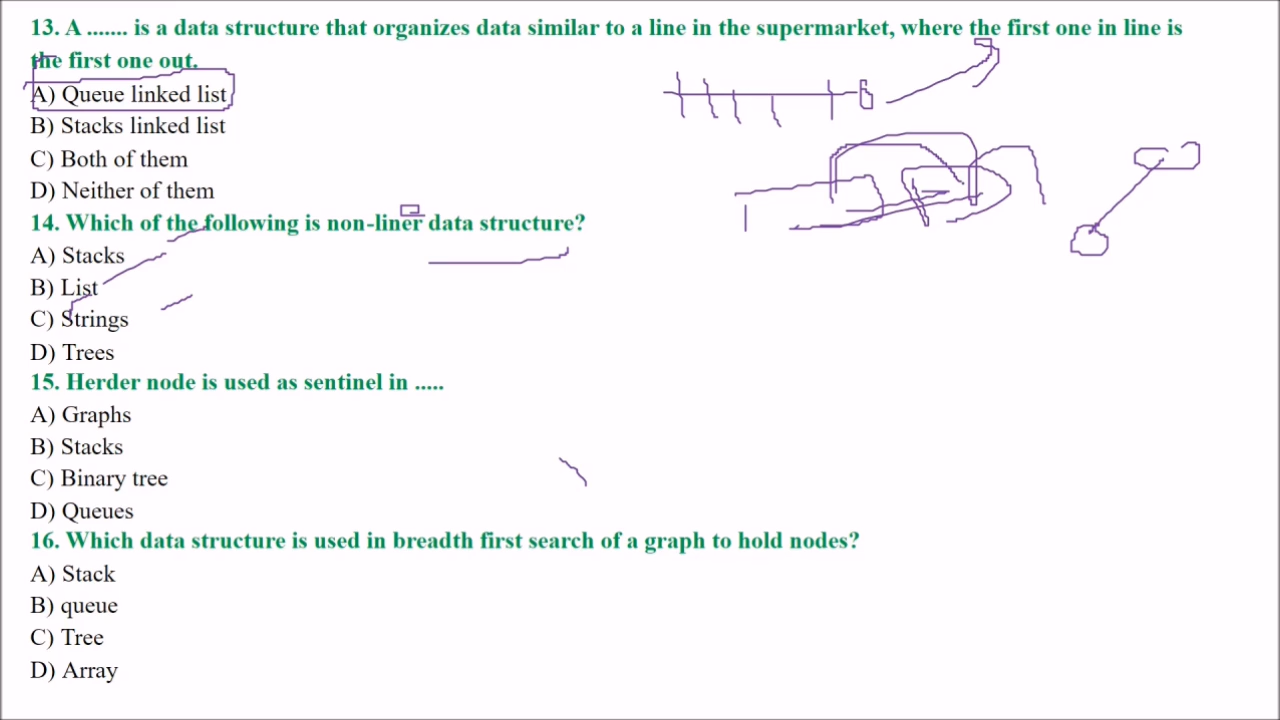 13. A ....... is a data structure that organizes data similar to a line in the supermarket, where the first one in line is
the first one out.
A) Queue linked list
B) Stacks linked list
C) Both of them
D) Neither of them
14. Which of the following is non-liner data structure?
A) Stacks
B) List
C) Strings
D) Trees
15. Herder node is used as sentinel in .....
A) Graphs
B) Stacks
C) Binary tree
D) Queues
16. Which data structure is used in breadth first search of a graph to hold nodes?
A) Stack
B) queue
C) Tree
D) Array